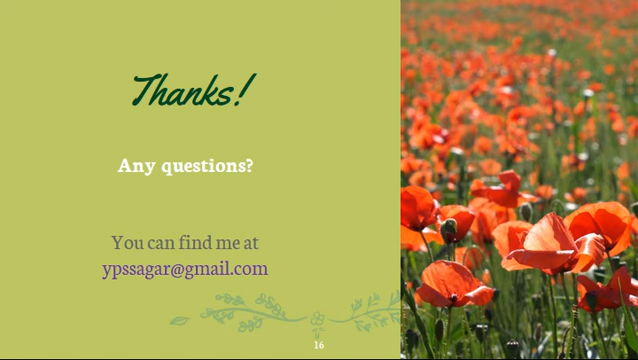 Thanks!
Any questions?
You can find me at
ypssagar@gmail.com
16